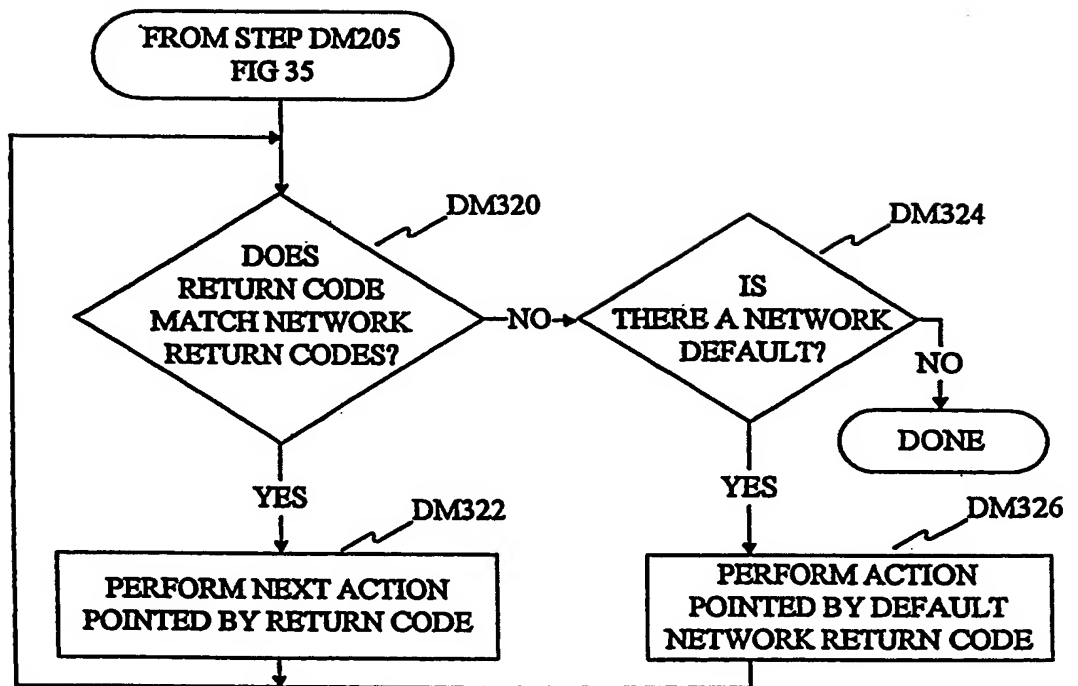 FROM STEP DM205
FIG 35
DM320
DOES
RETURN CODE
MATCH NETWORK
RETURN CODES?
NO
DM324
IS
THERE A NETWORK
DEFAULT?
NO
DONE
YES
DM322
PERFORM NEXT ACTION
POINTED BY RETURN CODE
YES
DM326
PERFORM ACTION
POINTED BY DEFAULT
NETWORK RETURN CODE